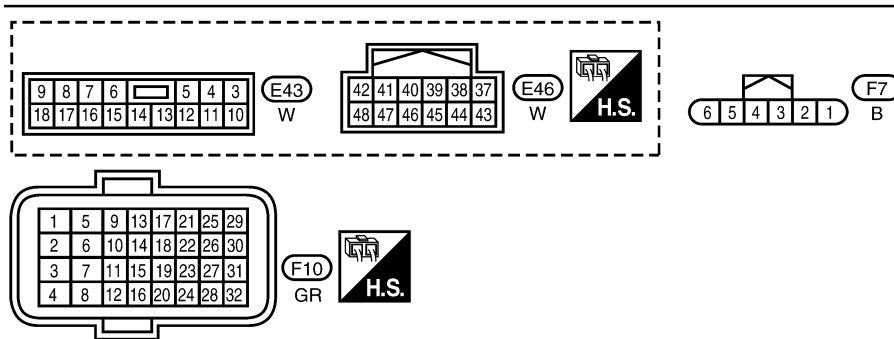 9 8 7 6 5 4 3
18 17 16 15 14 13 12 11 10
E43
W
42 41 40 39 38 37
48 47 46 45 44 43
E46
W
H.S.
6 5 4 3 2 1
F7
B
1 5 9 13 17 21 25 29
2 6 10 14 18 22 26 30
3 7 11 15 19 23 27 31
4 8 12 16 20 24 28 32
F10
GR
H.S.